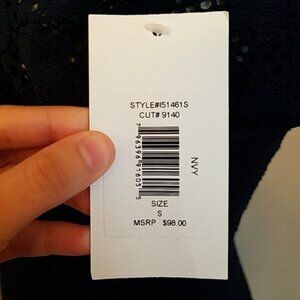 STYLE#I51461S
CUT# 9140
NVY
SIZE
S
MSRP $98.00